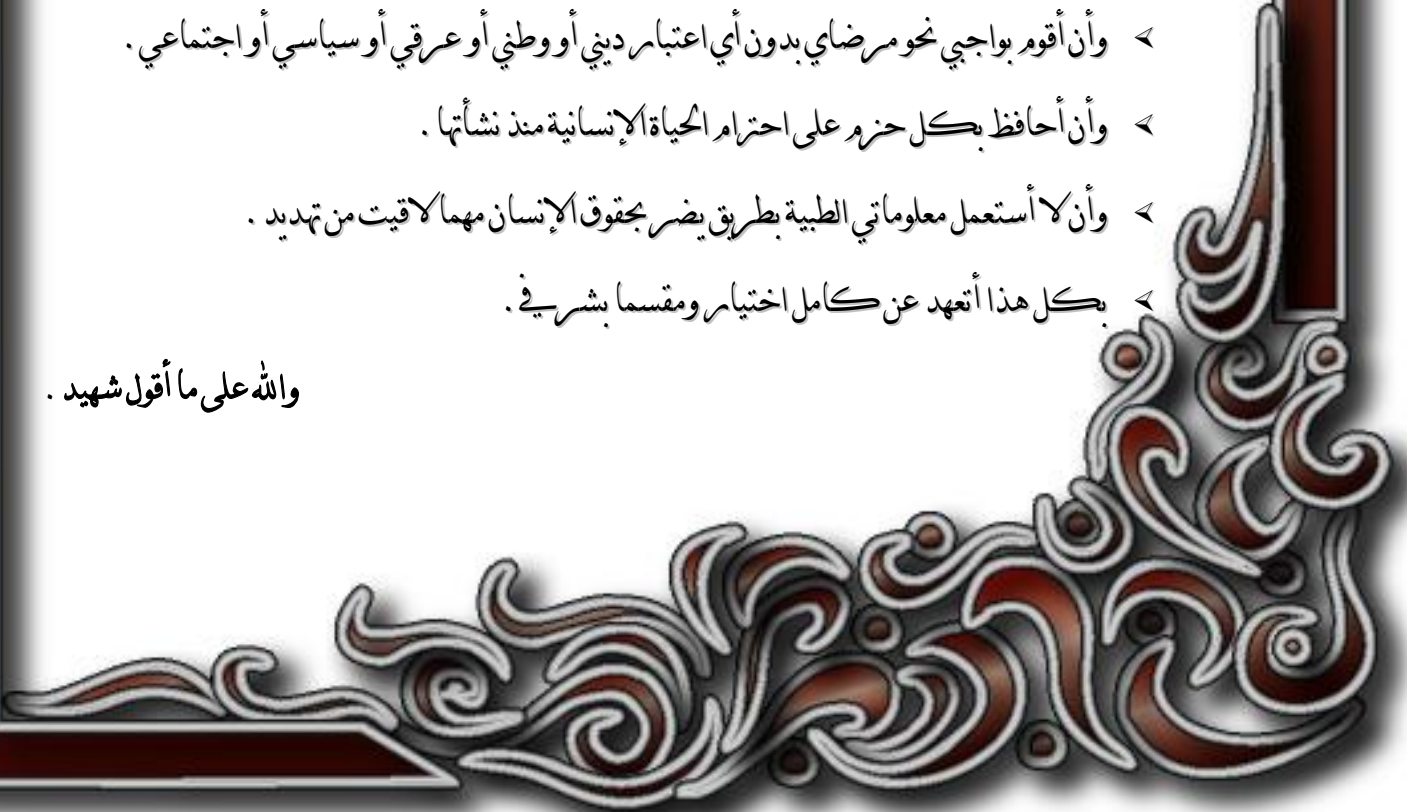 ➢ وأن أقوم بواجبي نحو مرضاي بدون أي اعتبار ديني أو وطني أو عرقي أو سياسي أو اجتماعي .
➢ وأن أحافظ بكل حزم على احترام الحياة الإنسانية منذ نشأتها .
➢ وأن لا أستعمل معلوماتي الطبية بطريق يضر بحقوق الإنسان مهما لاقيت من تهديد .
➢ بكل هذا أتعهد عن كامل اختيار ومقسما بشرفي .
والله على ما أقول شهيد .